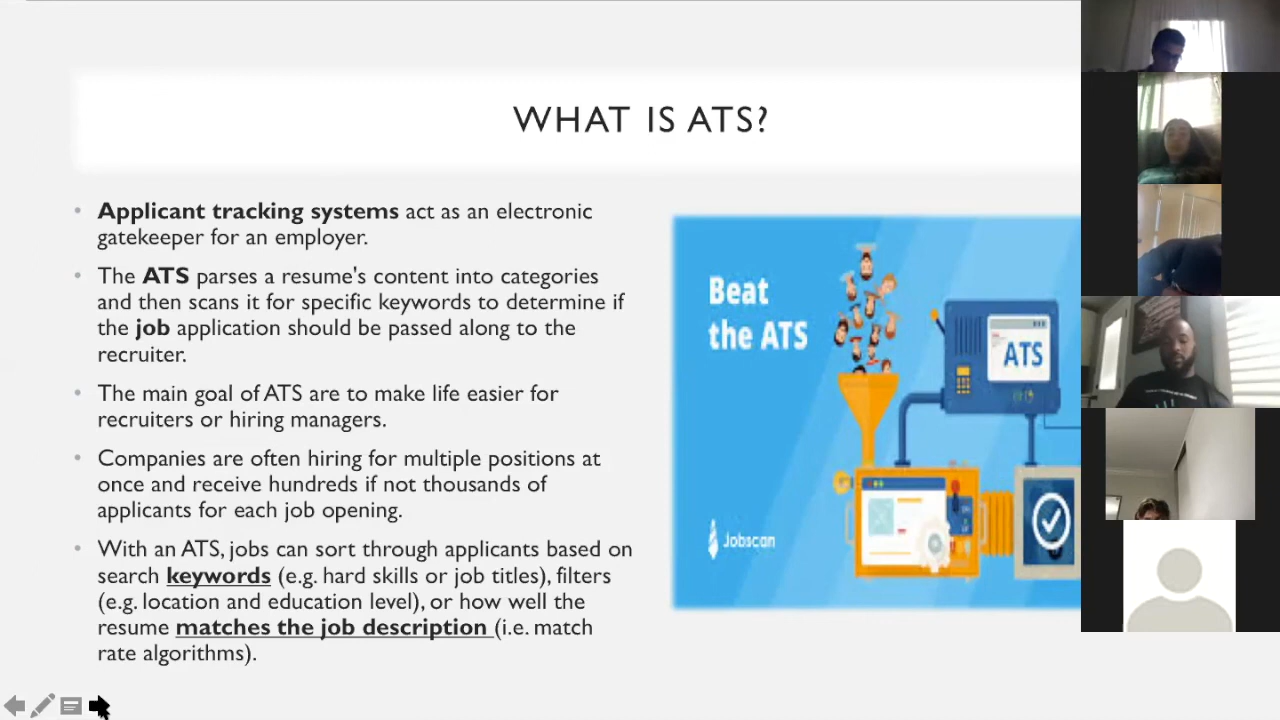 WHAT IS ATS?
• Applicant tracking systems act as an electronic
gatekeeper for an employer.
• The ATS parses a resume's content into categories
and then scans it for specific keywords to determine if
the job application should be passed along to the
recruiter.
• The main goal of ATS are to make life easier for
recruiters or hiring managers.
• Companies are often hiring for multiple positions at
once and receive hundreds if not thousands of
applicants for each job opening.
• With an ATS, jobs can sort through applicants based on
search keywords (e.g. hard skills or job titles), filters
(e.g. location and education level), or how well the
resume matches the job description (i.e. match
rate algorithms).
Beat
the ATS
ATS
Jobscan